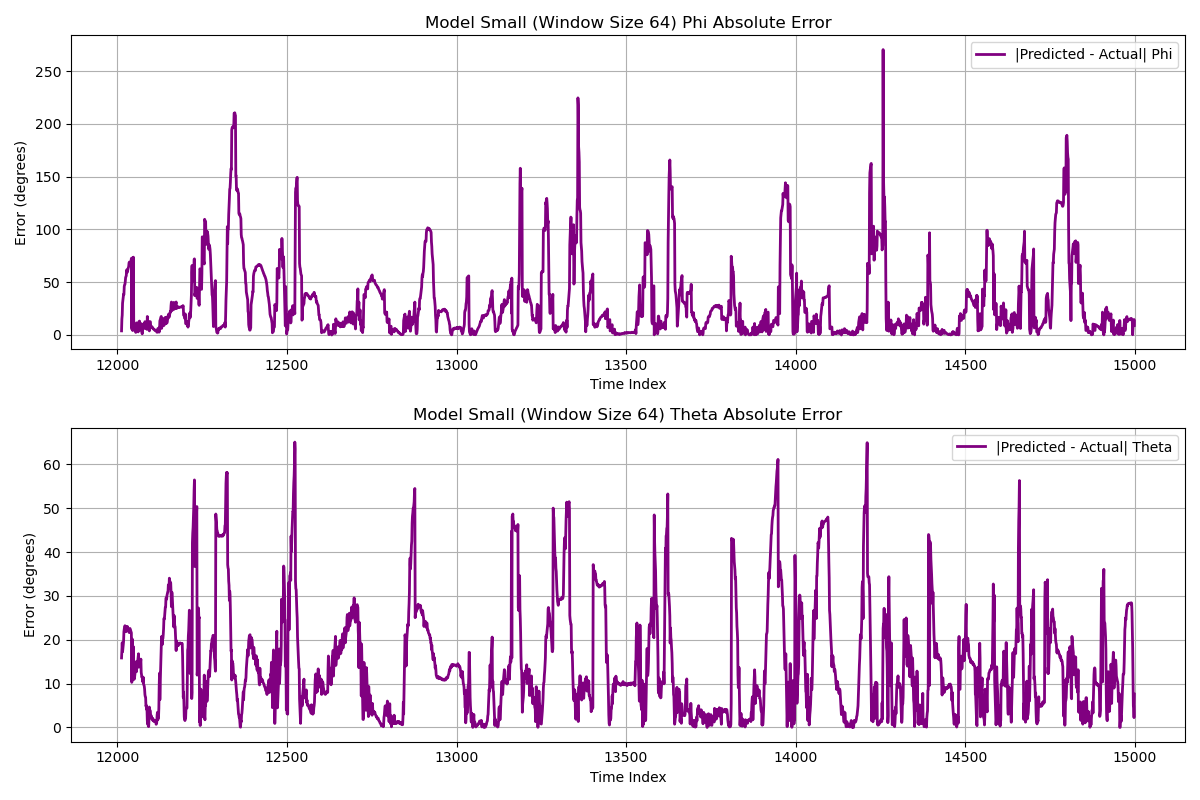 Model Small (Window Size 64) Phi Absolute Error
|Predicted - Actual| Phi
Error (degrees)
250
200
150
100
50
0
12000 12500 13000 13500 14000 14500 15000
Time Index
Model Small (Window Size 64) Theta Absolute Error
|Predicted - Actual| Theta
Error (degrees)
60
50
40
30
20
10
0
12000 12500 13000 13500 14000 14500 15000
Time Index